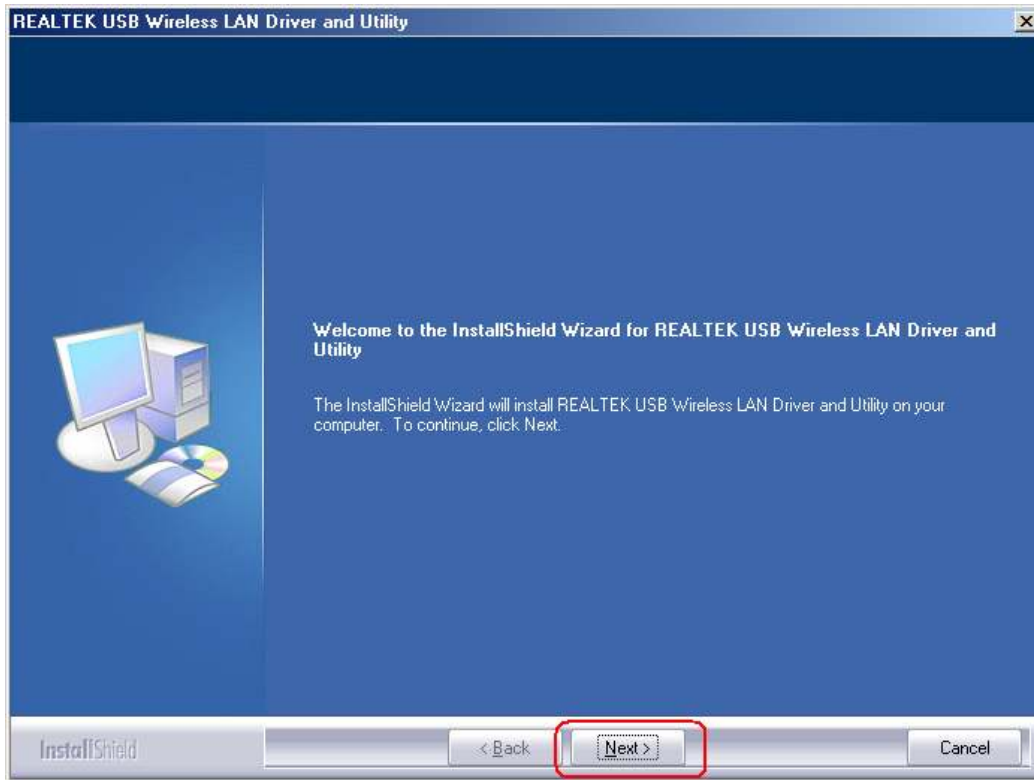 REALTEK USB Wireless LAN Driver and Utility
Welcome to the InstallShield Wizard for REALTEK USB Wireless LAN Driver and
Utility
The InstallShield Wizard will install REALTEK USB Wireless LAN Driver and Utility on your
computer. To continue, click Next.
InstallShield
< Back
Next >
Cancel